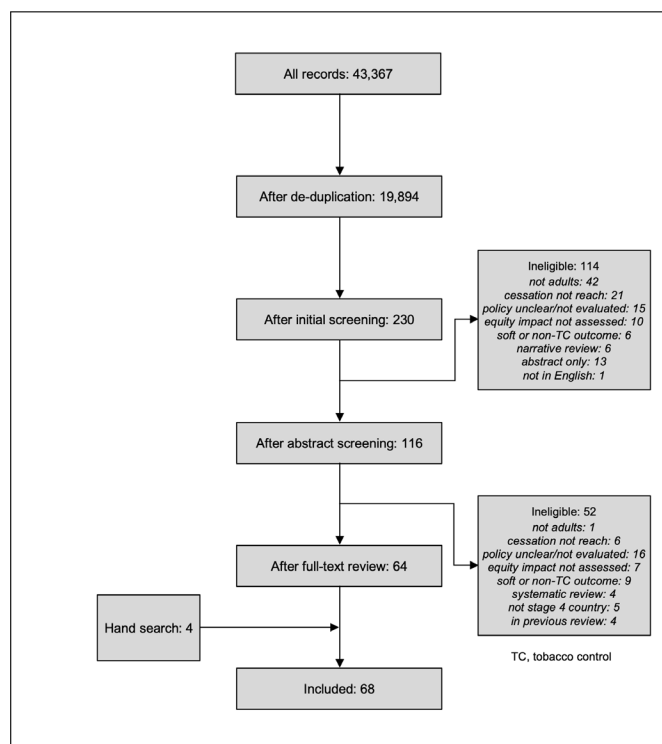 All records: 43,367
After de-duplication: 19,894
After initial screening: 230
Ineligible: 114
not adults: 42
cessation not reach: 21
policy unclear/not evaluated: 15
equity impact not assessed: 10
soft or non-TC outcome: 6
narrative review: 6
abstract only: 13
not in English: 1
After abstract screening: 116
Ineligible: 52
not adults: 1
cessation not reach: 6
policy unclear/not evaluated: 16
equity impact not assessed: 7
soft or non-TC outcome: 9
systematic review: 4
not stage 4 country: 5
in previous review: 4
After full-text review: 64
Hand search: 4
TC, tobacco control
Included: 68